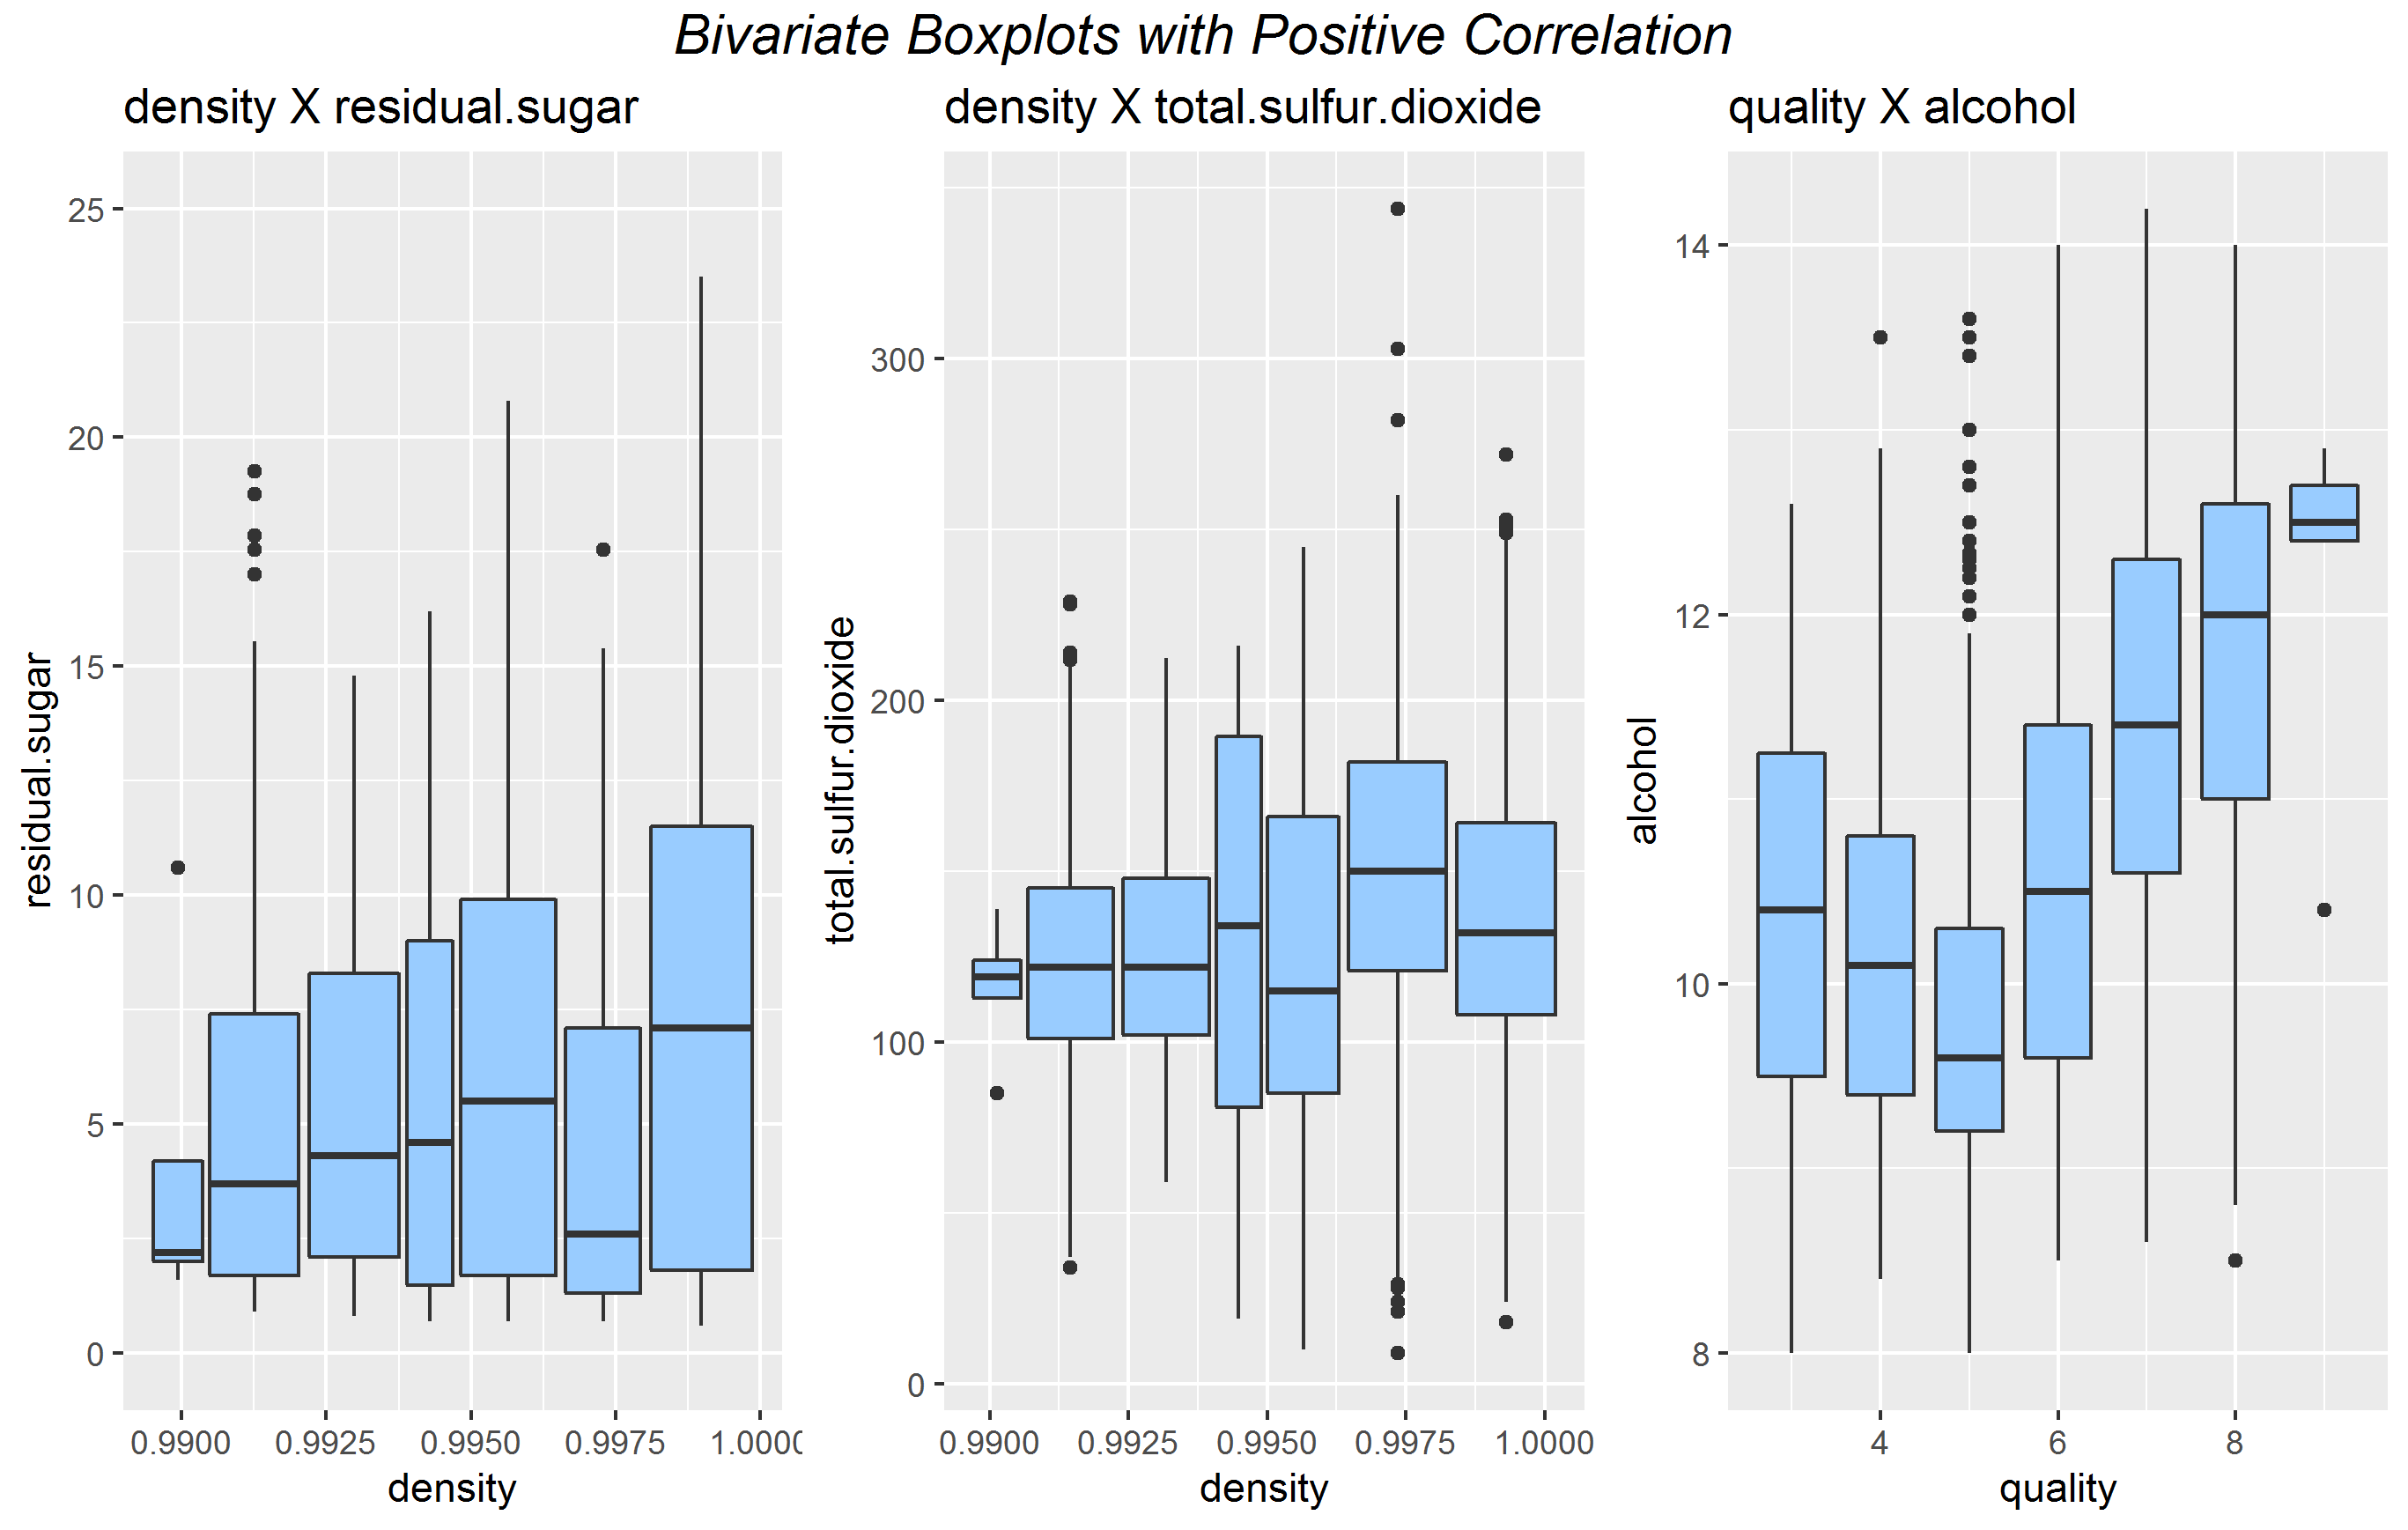 Bivariate Boxplots with Positive Correlation
density X residual.sugar
25
20
15
10
5
0
residual.sugar
0.9900 0.9925 0.9950 0.9975 1.000
density
density X total.sulfur.dioxide
300
200
100
0
total.sulfur.dioxide
0.9900 0.9925 0.9950 0.9975 1.0000
density
quality X alcohol
14
12
10
8
alcohol
4 6 8
quality